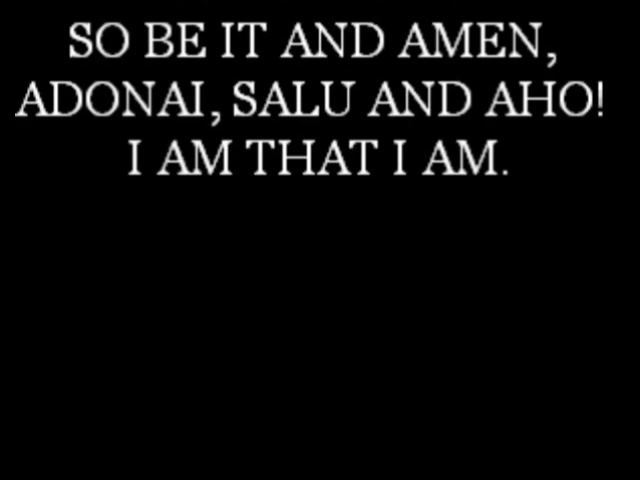 SO BE IT AND AMEN,
ADONAI, SALU AND AHO!
I AM THAT I AM.